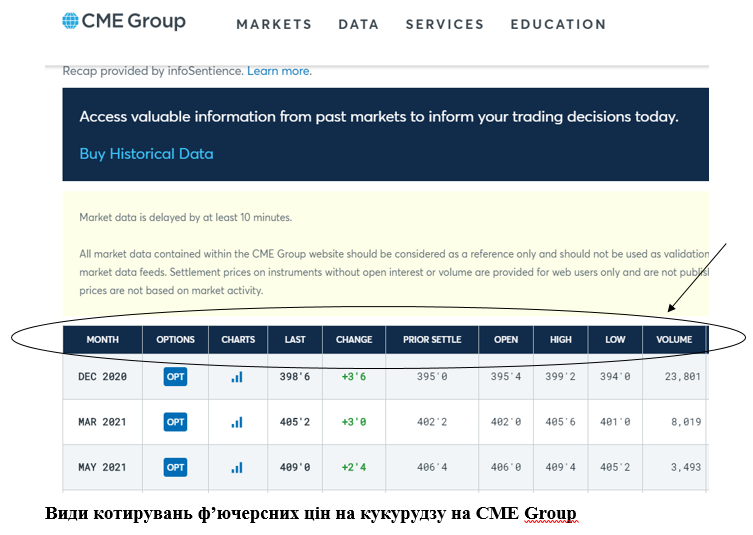 CME Group
MARKETS DATA SERVICES EDUCATION
Recap provided by infoSentience. Learn more.
Access valuable information from past markets to inform your trading decisions today.
Buy Historical Data
Market data is delayed by at least 10 minutes.
All market data contained within the CME Group website should be considered as a reference only and should not be used as validation
market data feeds. Settlement prices on instruments without open interest or volume are provided for web users only and are not publis
prices are not based on market activity.
MONTH OPTIONS CHARTS LAST CHANGE PRIOR SETTLE OPEN HIGH LOW VOLUME
DEC 2020 OPT 398'6 +3'6 395'0 395'4 399'2 394'0 23,801
MAR 2021 OPT 405'2 +3'0 402'2 402'0 405'6 401'0 8,019
MAY 2021 OPT 409'0 +2'4 406'4 406'0 409'4 405'2 3,493
Види котирувань ф’ючерсних цін на кукурудзу на CME Group